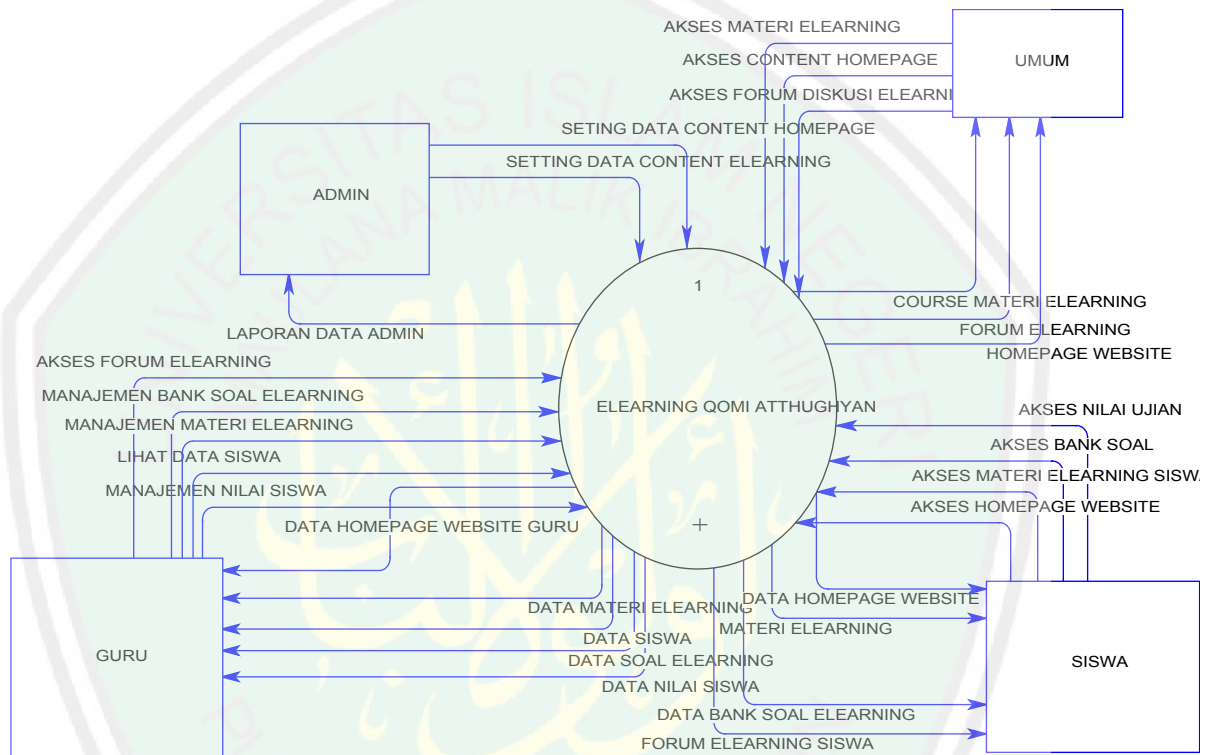 AKSES MATERI ELEARNING
AKSES CONTENT HOMEPAGE
UMUM
AKSES FORUM DISKUSI ELEARNI
SETING DATA CONTENT HOMEPAGE
SETTING DATA CONTENT ELEARNING
ADMIN
1
COURSE MATERI ELEARNING
LAPORAN DATA ADMIN
FORUM ELEARNING
HOMEPAGE WEBSITE
AKSES FORUM ELEARNING
MANAJEMEN BANK SOAL ELEARNING
ELEARNING QOMI ATTHUGHYAN
AKSES NILAI UJIAN
MANAJEMEN MATERI ELEARNING
AKSES BANK SOAL
LIHAT DATA SISWA
AKSES MATERI ELEARNING SISW
MANAJEMEN NILAI SISWA
AKSES HOMEPAGE WEBSITE
DATA HOMEPAGE WEBSITE GURU
+
DATA HOMEPAGE WEBSITE
DATA MATERI ELEARNING
MATERI ELEARNING
DATA SISWA
GURU
DATA SOAL ELEARNING
SISWA
DATA NILAI SISWA
DATA BANK SOAL ELEARNING
FORUM ELEARNING SISWA